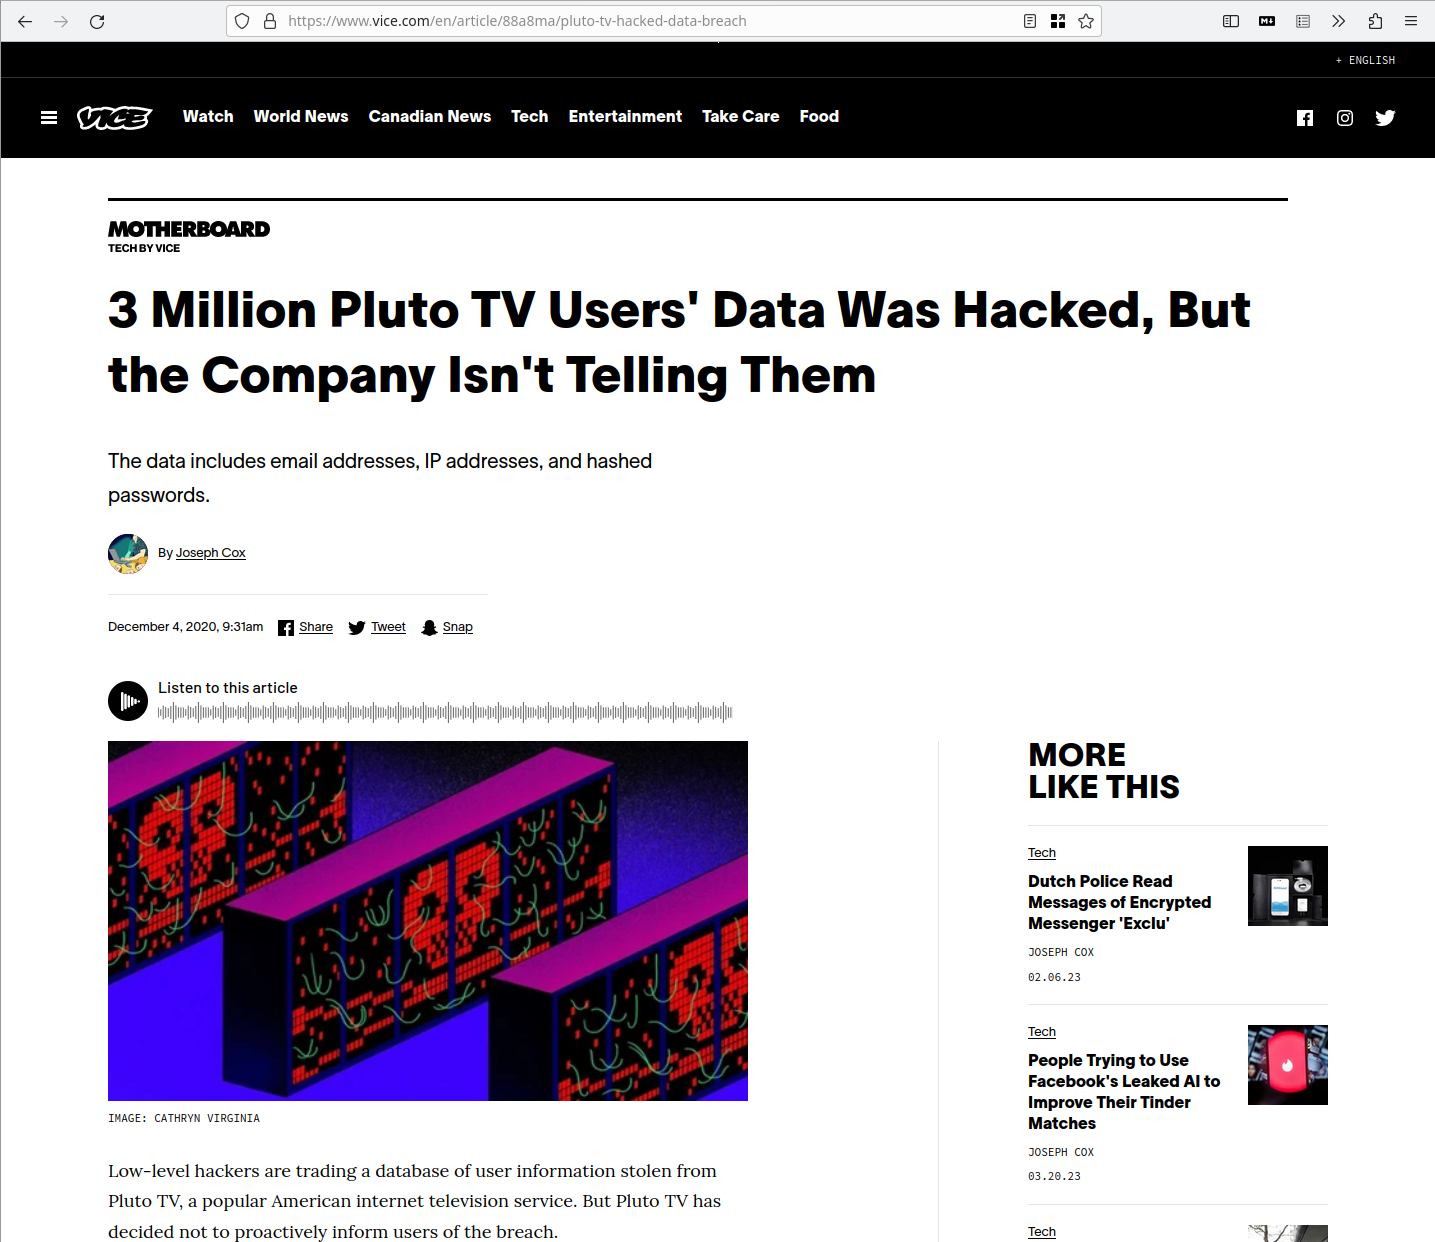 https://www.vice.com/en/article/88a8ma/pluto-tv-hacked-data-breach
+ ENGLISH
VICE
Watch
World News
Canadian News
Tech
Entertainment
Take Care
Food
MOTHERBOARD
TECH BY VICE
3 Million Pluto TV Users' Data Was Hacked, But
the Company Isn't Telling Them
The data includes email addresses, IP addresses, and hashed
passwords.
By Joseph Cox
December 4, 2020, 9:31am
Share
Tweet
Snap
Listen to this article
IMAGE: CATHRYN VIRGINIA
Low-level hackers are trading a database of user information stolen from
Pluto TV, a popular American internet television service. But Pluto TV has
decided not to proactively inform users of the breach.
MORE
LIKE THIS
Tech
Dutch Police Read
Messages of Encrypted
Messenger 'Exclu'
JOSEPH COX
02.06.23
Tech
People Trying to Use
Facebook's Leaked AI to
Improve Their Tinder
Matches
JOSEPH COX
03.20.23
Tech